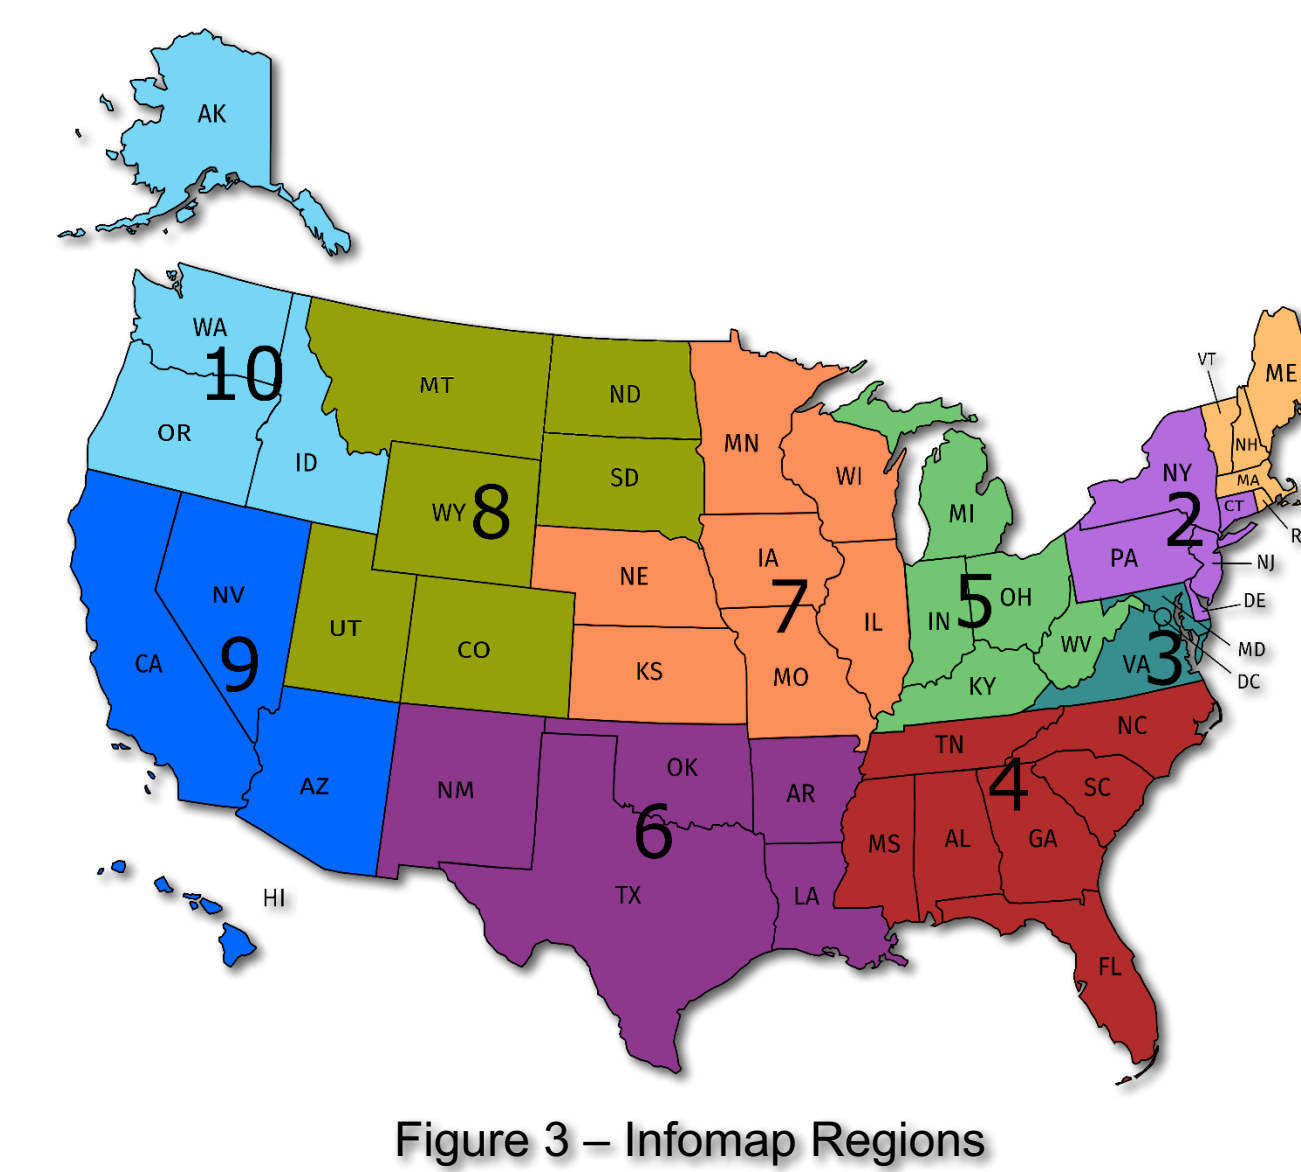 AK
WA
10
MT
ND
MN
VT
ME
OR
ID
WY
8
SD
WI
MI
NY
NH
MA
CT
2
R
NV
NE
IA
7
IL
IN
5
OH
PA
NJ
DE
UT
CO
KS
MO
WV
KY
VA
3
MD
DC
CA
9
AZ
NM
OK
6
AR
TN
NC
4
SC
MS
AL
GA
HI
TX
LA
FL
Figure 3 – Infomap Regions